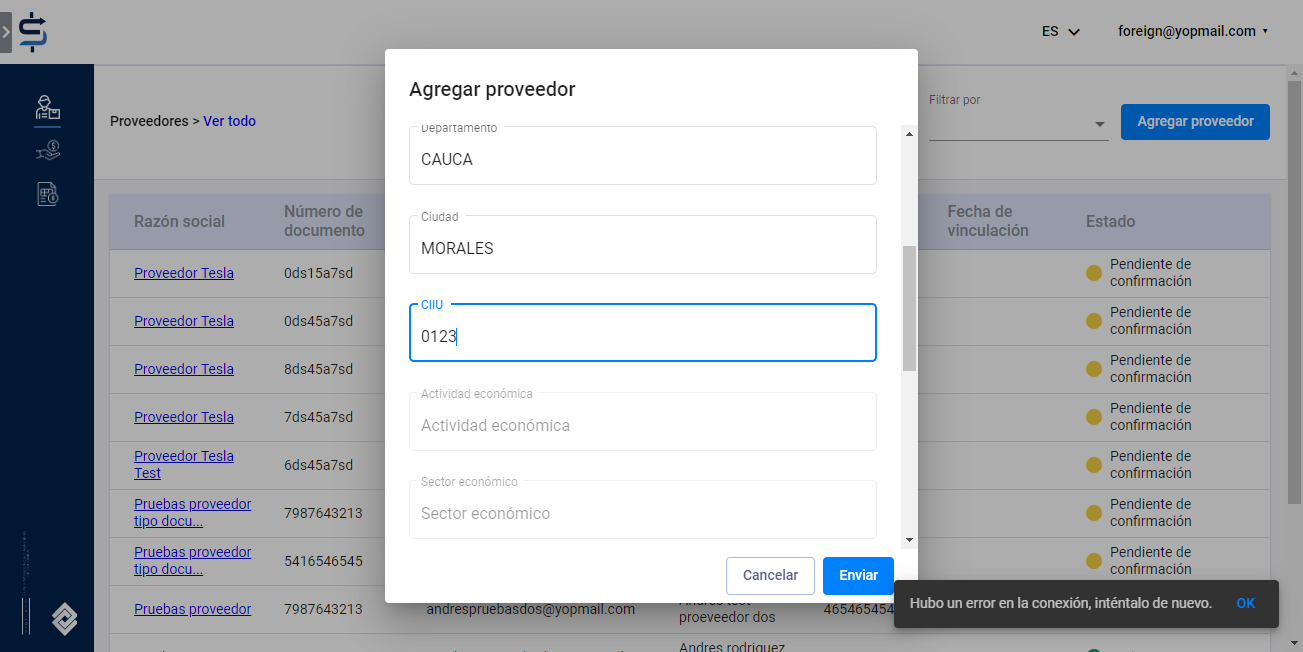 ES
foreign@yopmail.com
Agregar proveedor
Proveedores > Ver todo
Filtrar por
Agregar proveedor
Departamento
CAUCA
Ciudad
MORALES
CIIU
0123
Actividad económica
Actividad económica
Sector económico
Sector económico
Cancelar
Enviar
Razón social
Número de
documento
Fecha de
vinculación
Estado
Proveedor Tesla
0ds15a7sd
Pendiente de
confirmación
Proveedor Tesla
0ds45a7sd
Pendiente de
confirmación
Proveedor Tesla
8ds45a7sd
Pendiente de
confirmación
Proveedor Tesla
7ds45a7sd
Pendiente de
confirmación
Proveedor Tesla
Test
6ds45a7sd
Pendiente de
confirmación
Pruebas proveedor
tipo docu...
7987643213
Pendiente de
confirmación
Pruebas proveedor
tipo docu...
5416546545
Pendiente de
confirmación
Pruebas proveedor
7987643213
andrespruebasdos@yopmail.com
proveedor dos
465465454
Andres rodriguez
Hubo un error en la conexión, inténtalo de nuevo.
OK